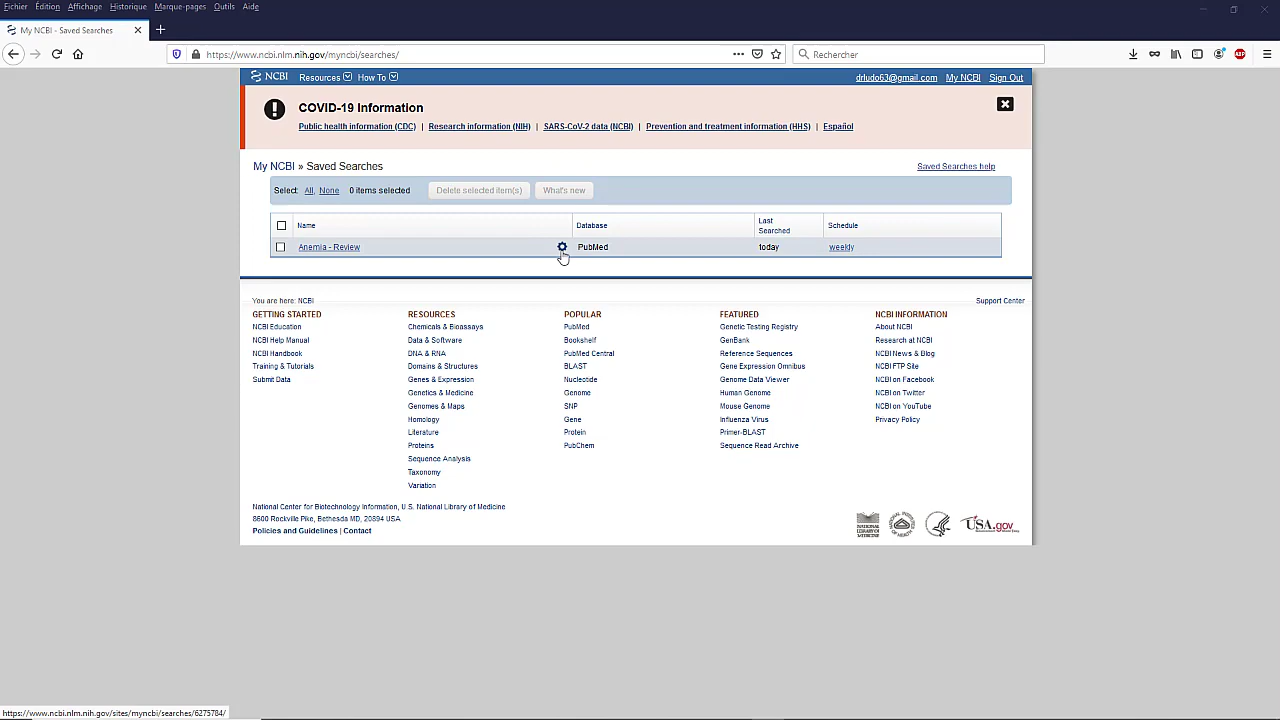 Fichier Édition Affichage Historique Marque-pages Outils Aide
My NCBI - Saved Searches
https://www.ncbi.nlm.nih.gov/myncbi/searches/
Rechercher
NCBI Resources How To drludo63@gmail.com My NCBI Sign Out
COVID-19 Information
Public health information (CDC) | Research information (NIH) | SARS-CoV-2 data (NCBI) | Prevention and treatment information (HHS) | Español
My NCBI » Saved Searches Saved Searches help
Select: All, None 0 items selected Delete selected item(s) What's new
Name Database Last Searched Schedule
Anemia - Review PubMed today weekly
You are here: NCBI Support Center
GETTING STARTED
NCBI Education
NCBI Help Manual
NCBI Handbook
Training & Tutorials
Submit Data
RESOURCES
Chemicals & Bioassays
Data & Software
DNA & RNA
Domains & Structures
Genes & Expression
Genetics & Medicine
Genomes & Maps
Homology
Literature
Proteins
Sequence Analysis
Taxonomy
Variation
POPULAR
PubMed
Bookshelf
PubMed Central
BLAST
Nucleotide
Genome
SNP
Gene
Protein
PubChem
FEATURED
Genetic Testing Registry
GenBank
Reference Sequences
Gene Expression Omnibus
Genome Data Viewer
Human Genome
Mouse Genome
Influenza Virus
Primer-BLAST
Sequence Read Archive
NCBI INFORMATION
About NCBI
Research at NCBI
NCBI News & Blog
NCBI FTP Site
NCBI on Facebook
NCBI on Twitter
NCBI on YouTube
Privacy Policy
National Center for Biotechnology Information, U.S. National Library of Medicine
8600 Rockville Pike, Bethesda MD, 20894 USA
Policies and Guidelines | Contact
USA.gov
https://www.ncbi.nlm.nih.gov/sites/myncbi/searches/6275784/